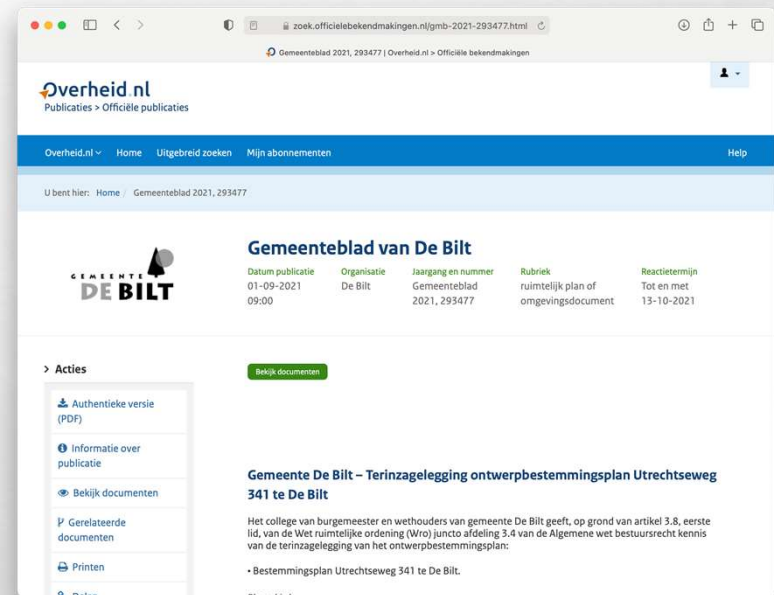 zoek.officielebekendmakingen.nl/gmb-2021-293477.html
Gemeenteblad 2021, 293477 | Overheid.nl > Officiële bekendmakingen
Overheid.nl
Publicaties > Officiële publicaties
Overheid.nl Home Uitgebreid zoeken Mijn abonnementen Help
U bent hier: Home / Gemeenteblad 2021, 293477
GEMEENTE
DE BILT
Gemeenteblad van De Bilt
Datum publicatie Organisatie Jaargang en nummer Rubriek Reactietermijn
01-09-2021 De Bilt Gemeenteblad ruimtelijk plan of Tot en met
09:00 2021, 293477 omgevingsdocument 13-10-2021
> Acties
Authentieke versie
(PDF)
Informatie over
publicatie
Bekijk documenten
Gerelateerde
documenten
Printen
Bekijk documenten
Gemeente De Bilt – Terinzagelegging ontwerpbestemmingsplan Utrechtseweg
341 te De Bilt
Het college van burgemeester en wethouders van gemeente De Bilt geeft, op grond van artikel 3.8, eerste
lid, van de Wet ruimtelijke ordening (Wro) juncto afdeling 3.4 van de Algemene wet bestuursrecht kennis
van de terinzagelegging van het ontwerpbestemmingsplan:
• Bestemmingsplan Utrechtseweg 341 te De Bilt.